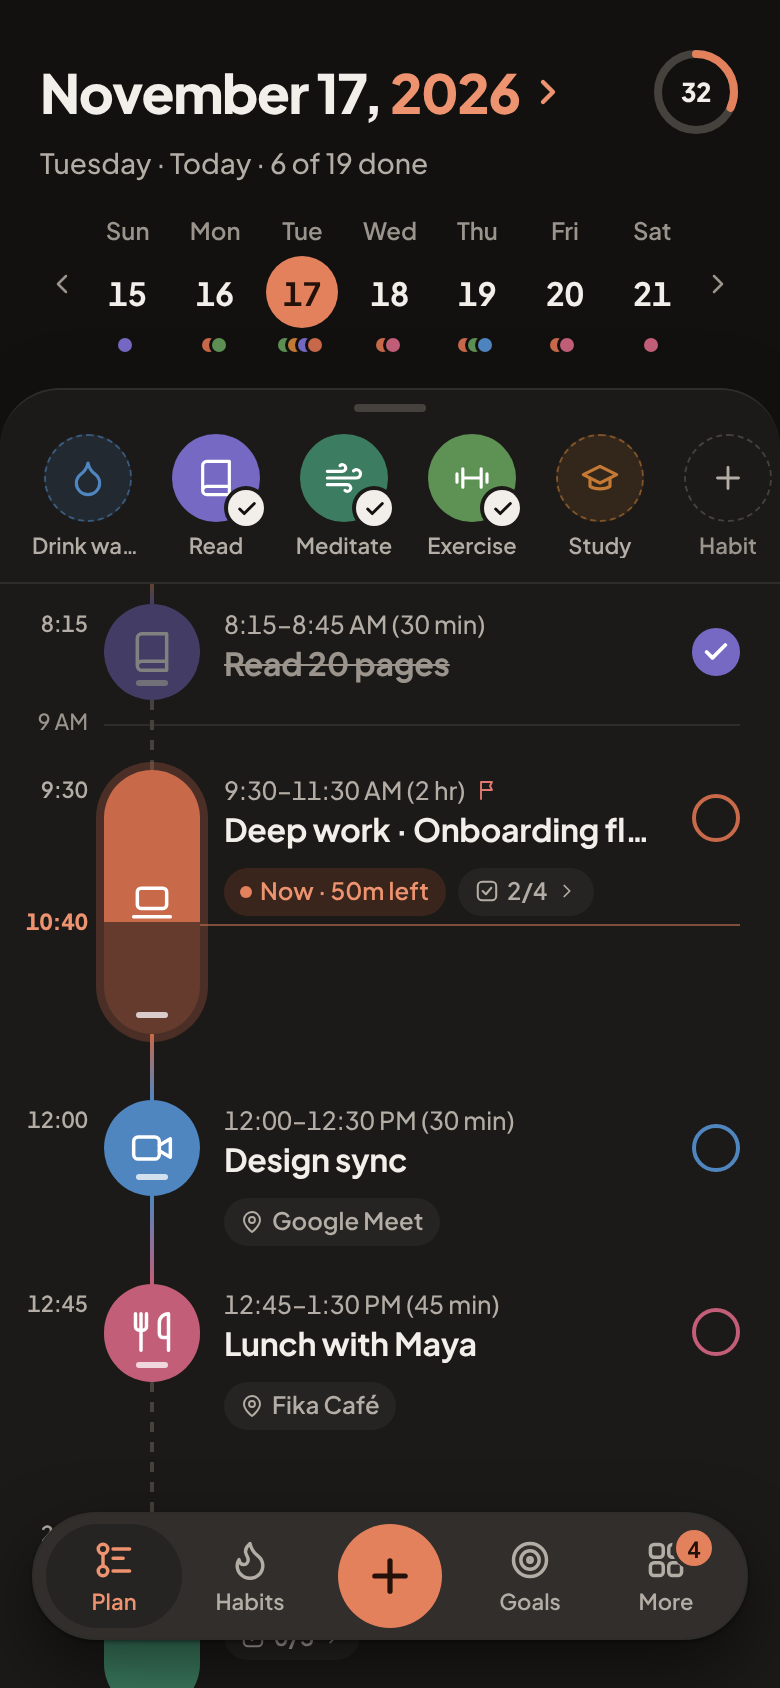 November 17, 2026
32
Tuesday · Today · 6 of 19 done
Sun Mon Tue Wed Thu Fri Sat
15 16 17 18 19 20 21
Drink wa... Read Meditate Exercise Study Habit
8:15
8:15–8:45 AM (30 min)
Read 20 pages
9 AM
9:30
9:30–11:30 AM (2 hr)
Deep work · Onboarding fl...
Now · 50m left 2/4
10:40
12:00
12:00–12:30 PM (30 min)
Design sync
Google Meet
12:45
12:45–1:30 PM (45 min)
Lunch with Maya
Fika Café
4
Plan Habits Goals More